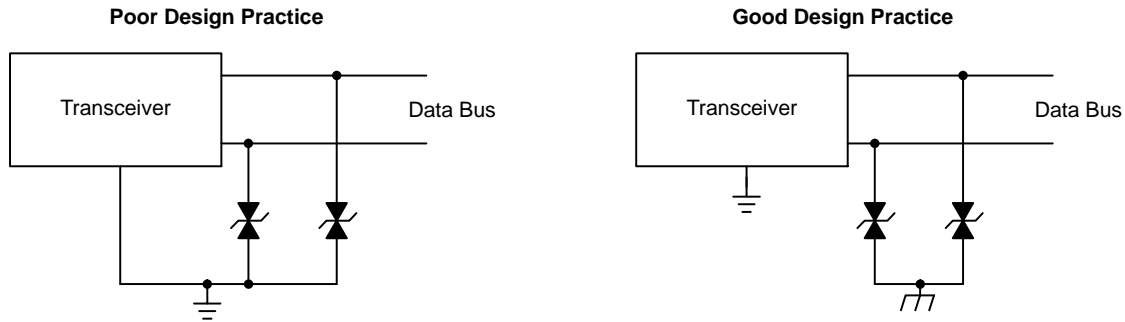 Poor Design Practice
Transceiver
Data Bus
Good Design Practice
Transceiver
Data Bus